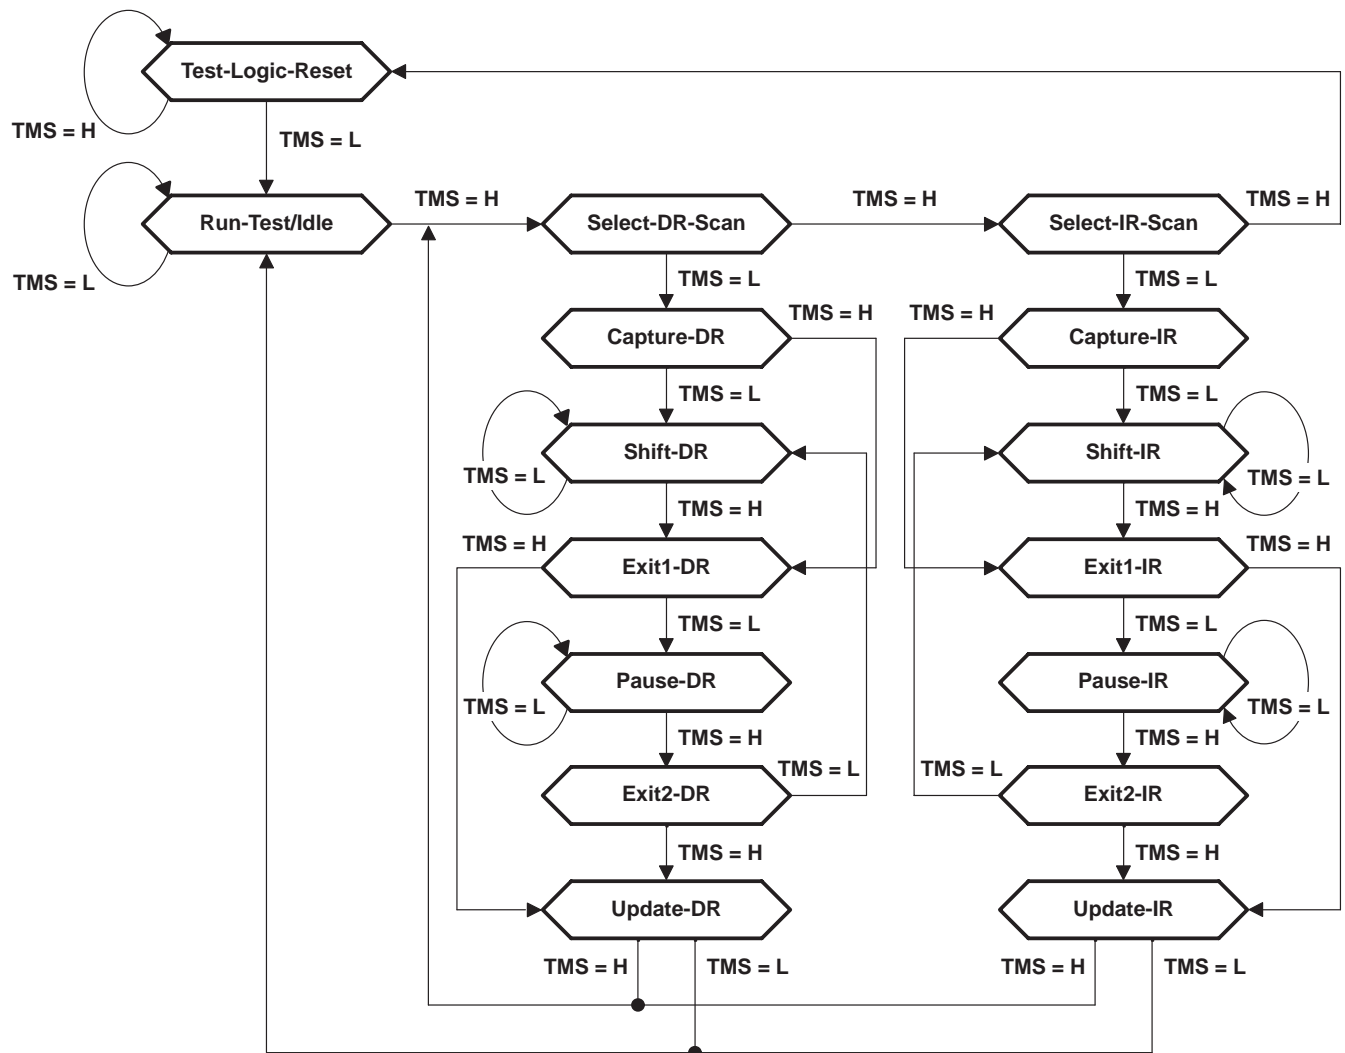 Test-Logic-Reset
TMS = H
TMS = L
TMS = H
TMS = H
TMS = H
Run-Test/Idle
Select-DR-Scan
Select-IR-Scan
TMS = L
TMS = L
TMS = L
TMS = H
TMS = H
Capture-DR
Capture-IR
TMS = L
TMS = L
Shift-DR
Shift-IR
TMS = L
TMS = L
TMS = H
TMS = H
TMS = H
TMS = H
Exit1-DR
Exit1-IR
TMS = L
TMS = L
Pause-DR
Pause-IR
TMS = L
TMS = L
TMS = H
TMS = H
TMS = L
TMS = L
Exit2-DR
Exit2-IR
TMS = H
TMS = H
Update-DR
Update-IR
TMS = H
TMS = L
TMS = H
TMS = L